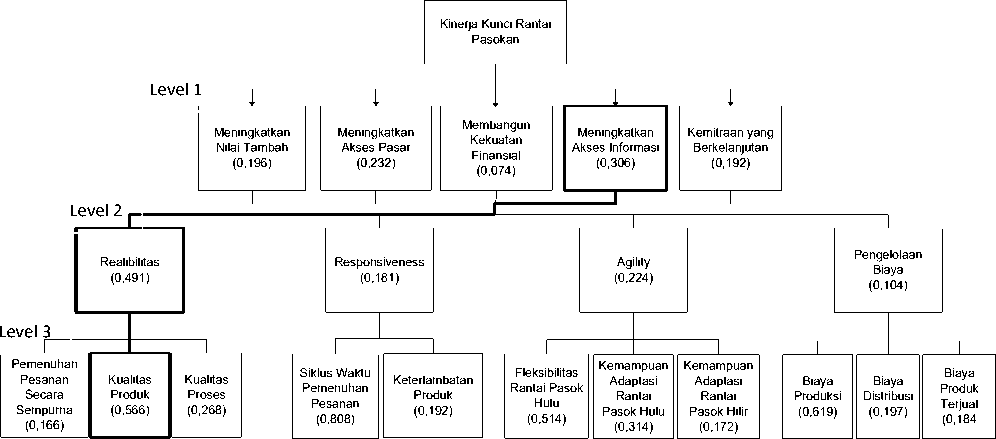 Kinerja Kunci Rantai
Pasokan
Level 1
Meningkatkan
Nilai Tambah
(0,196)
Meningkatkan
Akses Pasar
(0,232)
Membangun
Kekuatan
Finansial
(0,074)
Meningkatkan
Akses Informasi
(0,306)
Kemitraan yang
Berkelanjutan
(0,192)
Level 2
Realibilitas
(0,491)
Responsiveness
(0,181)
Agility
(0,224)
Pengelolaan
Biaya
(0,104)
Level 3
Pemenuhan
Pesanan
Secara
Sempurna
(0,166)
Kualitas
Produk
(0,566)
Kualitas
Proses
(0,268)
Siklus Waktu
Pemenuhan
Pesanan
(0,808)
Keterlambatan
Produk
(0,192)
Fleksibilitas
Rantai Pasok
Hulu
(0,514)
Kemampuan
Adaptasi
Rantai
Pasok Hulu
(0,314)
Kemampuan
Adaptasi
Rantai
Pasok Hilir
(0,172)
Biaya
Produksi
(0,619)
Biaya
Distribusi
(0,197)
Biaya
Produk
Terjual
(0,184